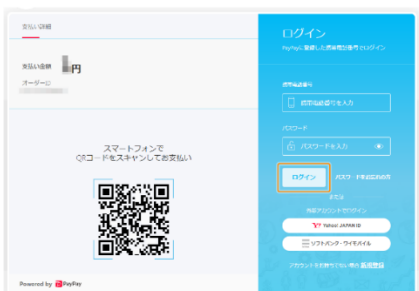 支払い詳細
支払い金額
円
オーダーID
スマートフォンで
QRコードをスキャンしてお支払い
Powered by PayPay
ログイン
PayPayに登録した携帯電話番号でログイン
携帯電話番号
携帯電話番号を入力
パスワード
パスワードを入力
ログイン
パスワードをお忘れの方
または
外部アカウントでログイン
Yahoo! JAPAN ID
ソフトバンク・ワイモバイル
アカウントをお持ちでない場合 新規登録